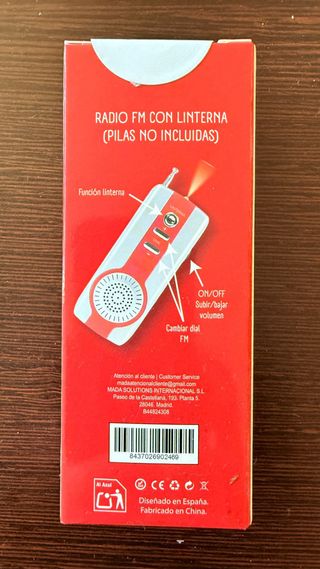 RADIO FM CON LINTERNA
(PILAS NO INCLUIDAS)
Función linterna
ON/OFF
Subir/bajar
volumen
Cambiar dial
FM
Atención al cliente | Customer Service
madaatencionalcliente@gmail.com
MADA SOLUTIONS INTERNACIONAL S.L.
Paseo de la Castellana, 193. Planta 5.
28046. Madrid.
B44824306
8437026902469
Al Azul
CE
Diseñado en España.
Fabricado en China.